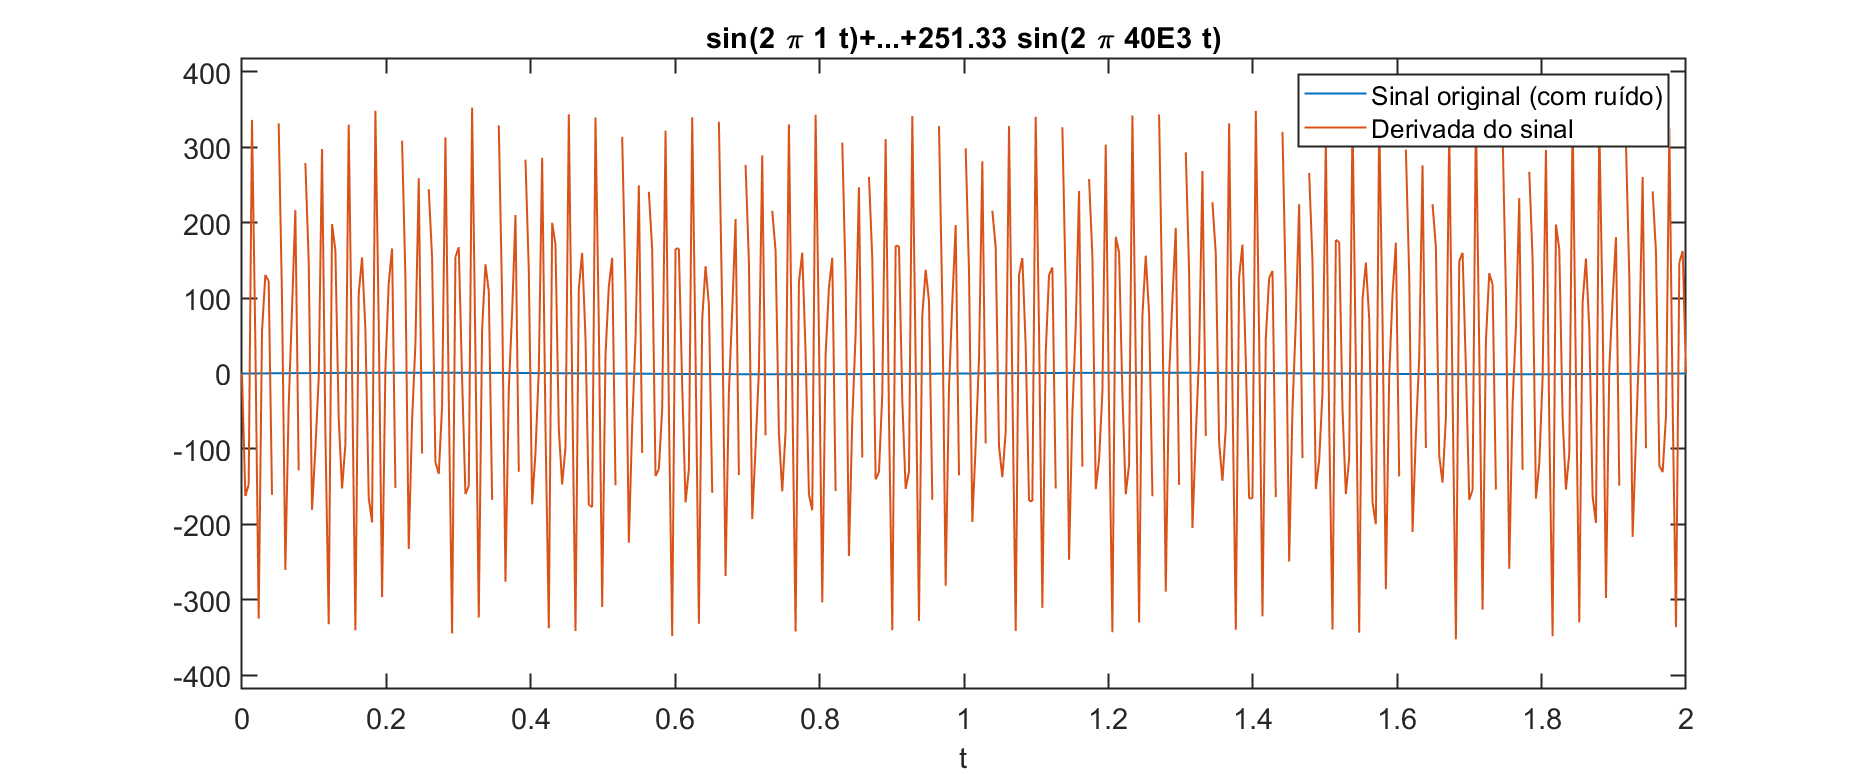 sin(2 π 1 t)+...+251.33 sin(2 π 40E3 t)
Sinal original (com ruído)
Derivada do sinal
400
300
200
100
0
-100
-200
-300
-400
0 0.2 0.4 0.6 0.8 1 1.2 1.4 1.6 1.8 2
t